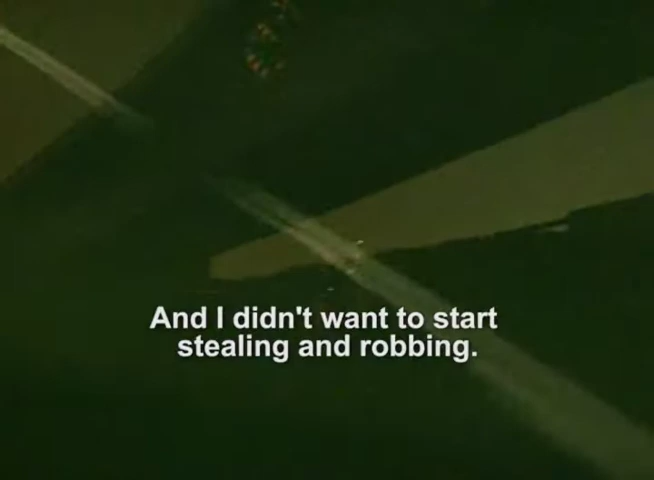 And I didn't want to start
stealing and robbing.